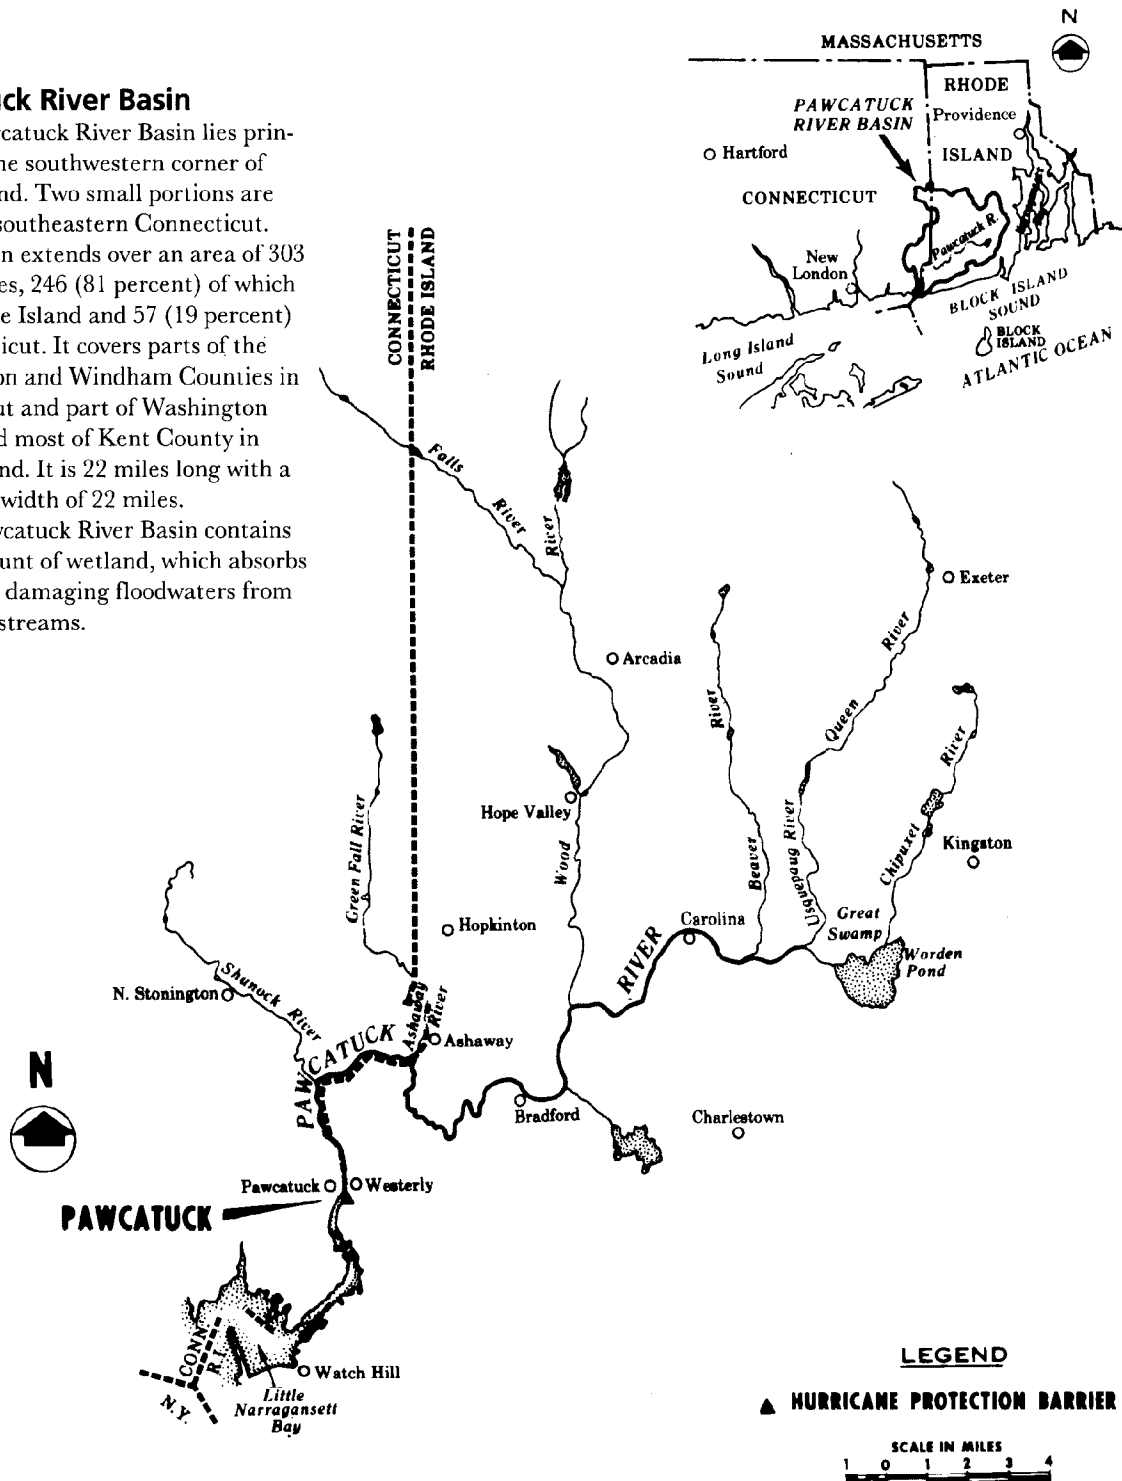 ck River Basin
catuck River Basin lies prin-
ne southwestern corner of
nd. Two small portions are
southeastern Connecticut.
n extends over an area of 303
es, 246 (81 percent) of which
e Island and 57 (19 percent)
icut. It covers parts of the
on and Windham Counties in
ut and part of Washington
d most of Kent County in
nd. It is 22 miles long with a
width of 22 miles.
wcatuck River Basin contains
unt of wetland, which absorbs
damaging floodwaters from
streams.
N
MASSACHUSETTS
RHODE
ISLAND
PAWCATUCK
RIVER BASIN
Providence
Hartford
CONNECTICUT
Pawcatuck R.
New
London
BLOCK ISLAND
SOUND
BLOCK
ISLAND
Long Island
Sound
ATLANTIC OCEAN
CONNECTICUT
RHODE ISLAND
Falls
River
River
Exeter
River
Arcadia
River
Queen
River
Hope Valley
Green Fall River
Wood
Beaver
Usquepaug River
Chipuxet
Kingston
Hopkinton
Carolina
Great
Swamp
RIVER
Worden
Pond
Shunock River
N. Stonington
Ashaway
River
PAWCATUCK
Ashaway
N
Bradford
Charlestown
Pawcatuck
Westerly
PAWCATUCK
CONN.
R.I.
N.Y.
Watch Hill
Little
Narragansett
Bay
LEGEND
HURRICANE PROTECTION BARRIER
SCALE IN MILES
1 0 1 2 3 4